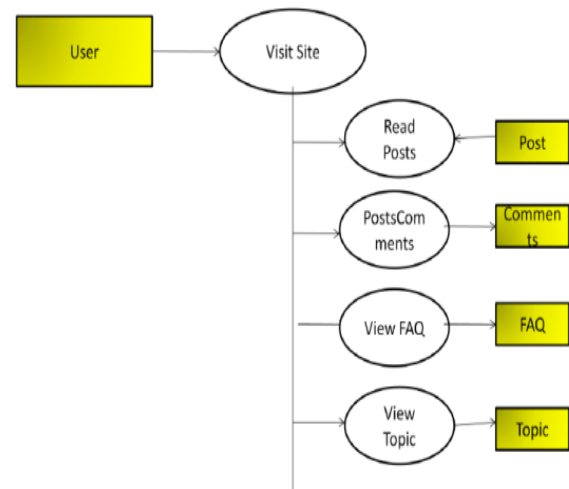 User
Visit Site
Read
Posts
Post
PostsCom
ments
Commen
ts
View FAQ
FAQ
View
Topic
Topic